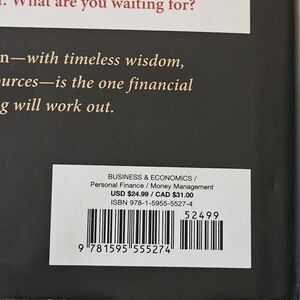 . What are you waiting for?
n—with timeless wisdom,
ources—is the one financial
g will work out.
BUSINESS & ECONOMICS /
Personal Finance / Money Management
USD $24.99 / CAD $31.00
ISBN 978-1-5955-5527-4
52499
9 781595 555274